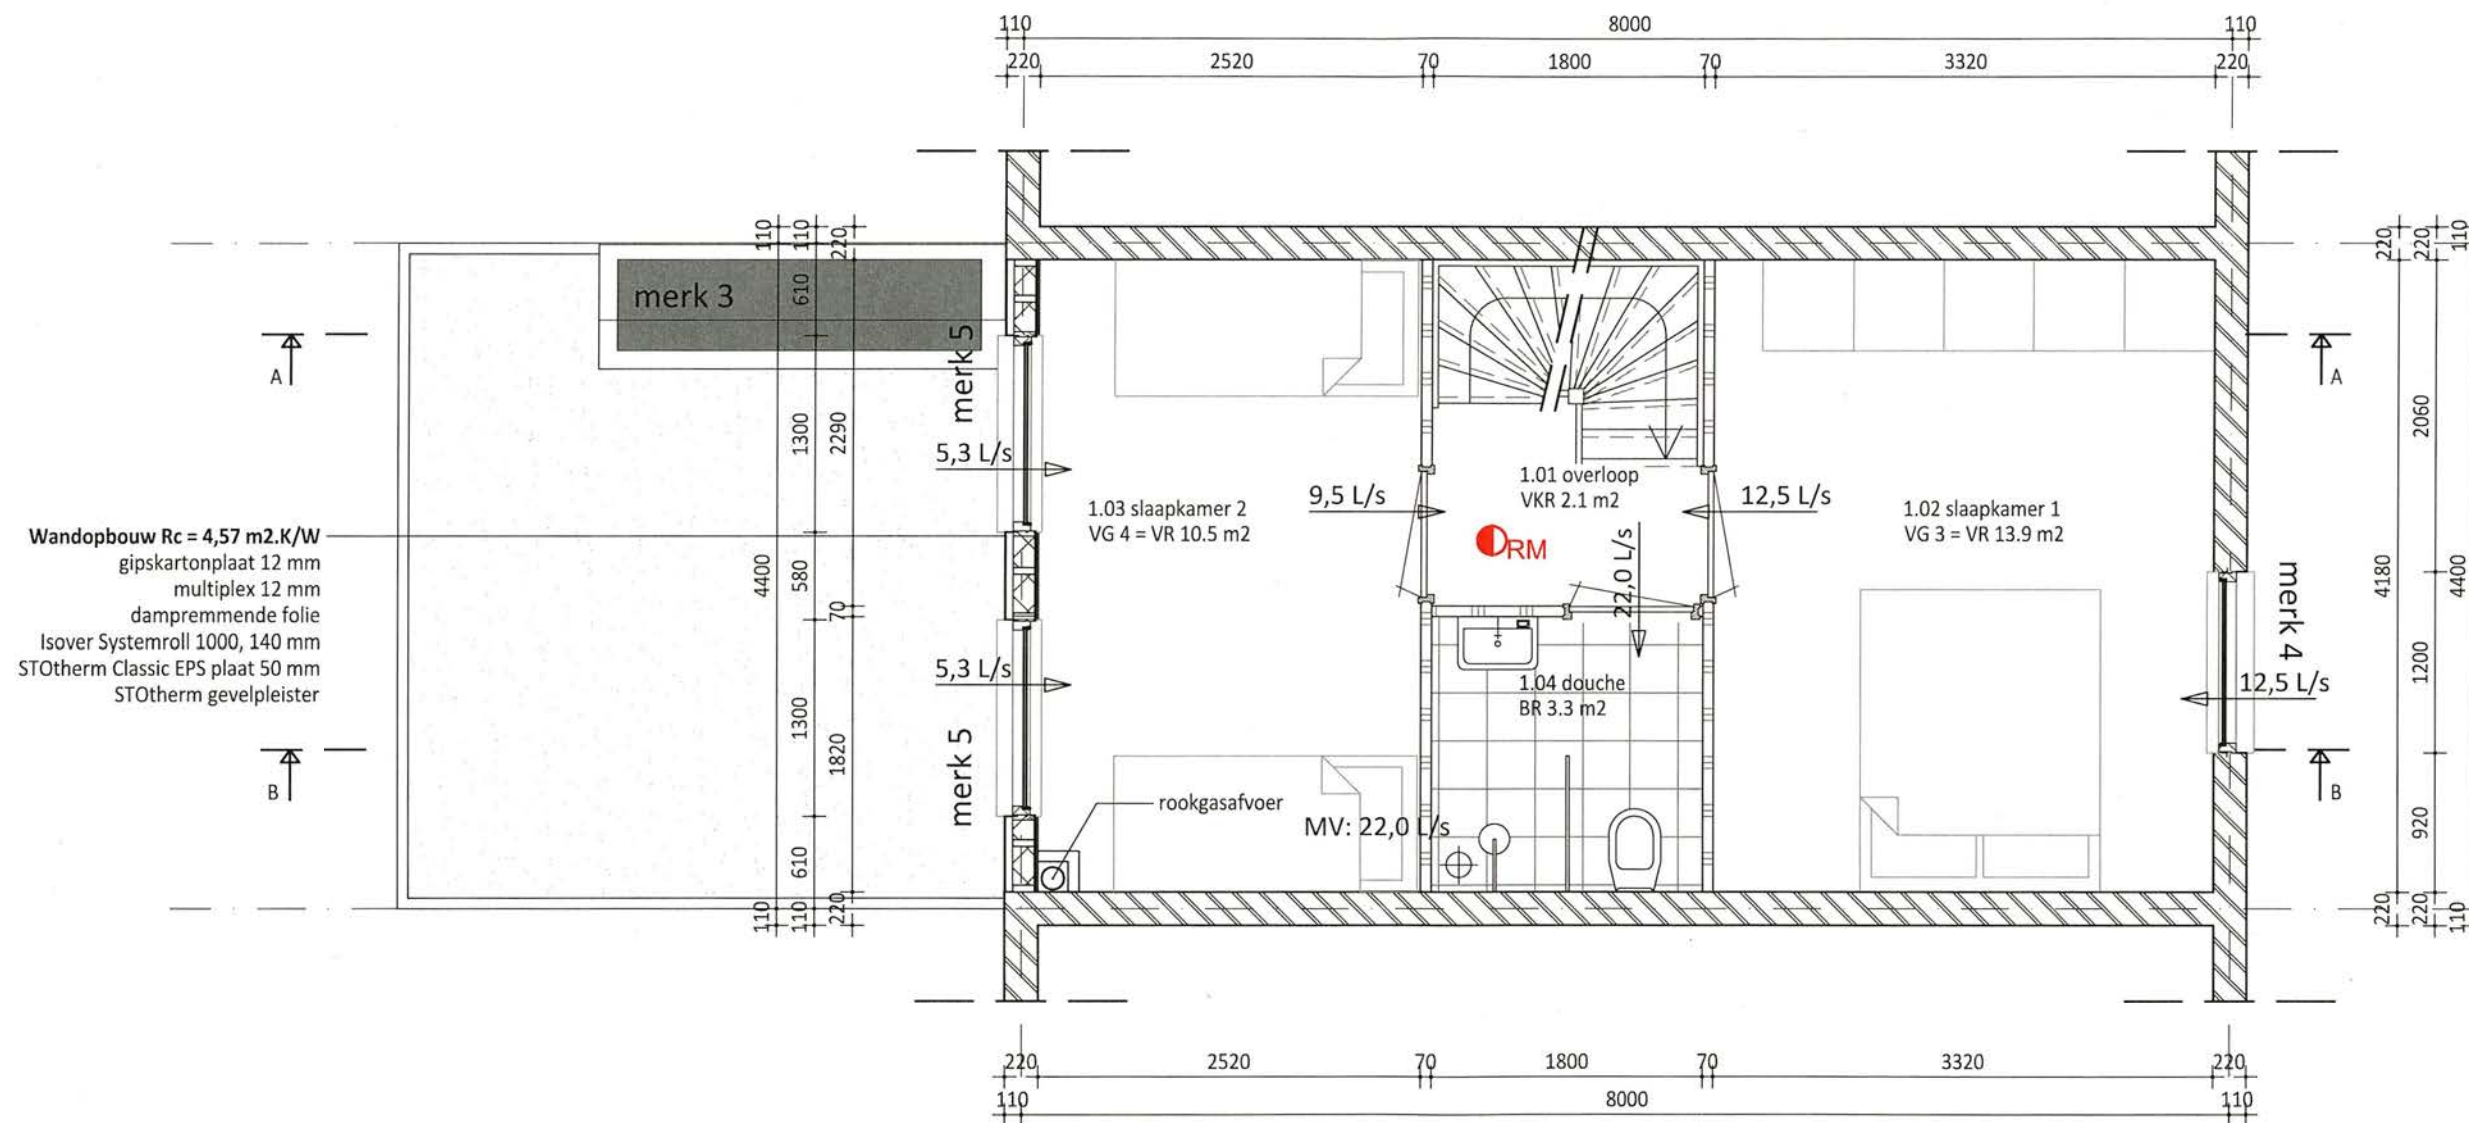 110 8000 110
220 2520 70 1800 70 3320 220
110 110 220
220 220 110
merk 3
610
merk 5
A
A
1300 2290
2060
5,3 L/s
1.01 overloop
VKR 2.1 m2
9,5 L/s
12,5 L/s
1.03 slaapkamer 2
VG 4 = VR 10.5 m2
1.02 slaapkamer 1
VG 3 = VR 13.9 m2
RM
22,0 L/s
Wandopbouw Rc = 4,57 m2.K/W
gipskartonplaat 12 mm
multiplex 12 mm
dampremmende folie
Isover Systemroll 1000, 140 mm
STOtherm Classic EPS plaat 50 mm
STOtherm gevelpleister
4400 580 70
4180 4400
merk 4
1200
5,3 L/s
1.04 douche
BR 3.3 m2
12,5 L/s
1300 1820
merk 5
B
B
rookgasafvoer
MV: 22,0 L/s
920
610
110 110 220
220 220 110
220 2520 70 1800 70 3320 220
110 8000 110